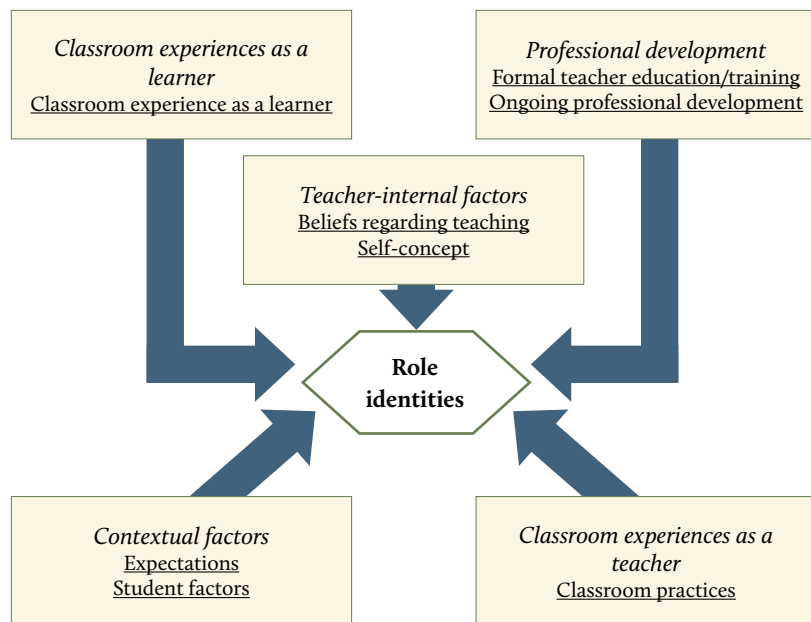 Classroom experiences as a
learner
Classroom experience as a learner
Professional development
Formal teacher education/training
Ongoing professional development
Teacher-internal factors
Beliefs regarding teaching
Self-concept
Role
identities
Contextual factors
Expectations
Student factors
Classroom experiences as a
teacher
Classroom practices